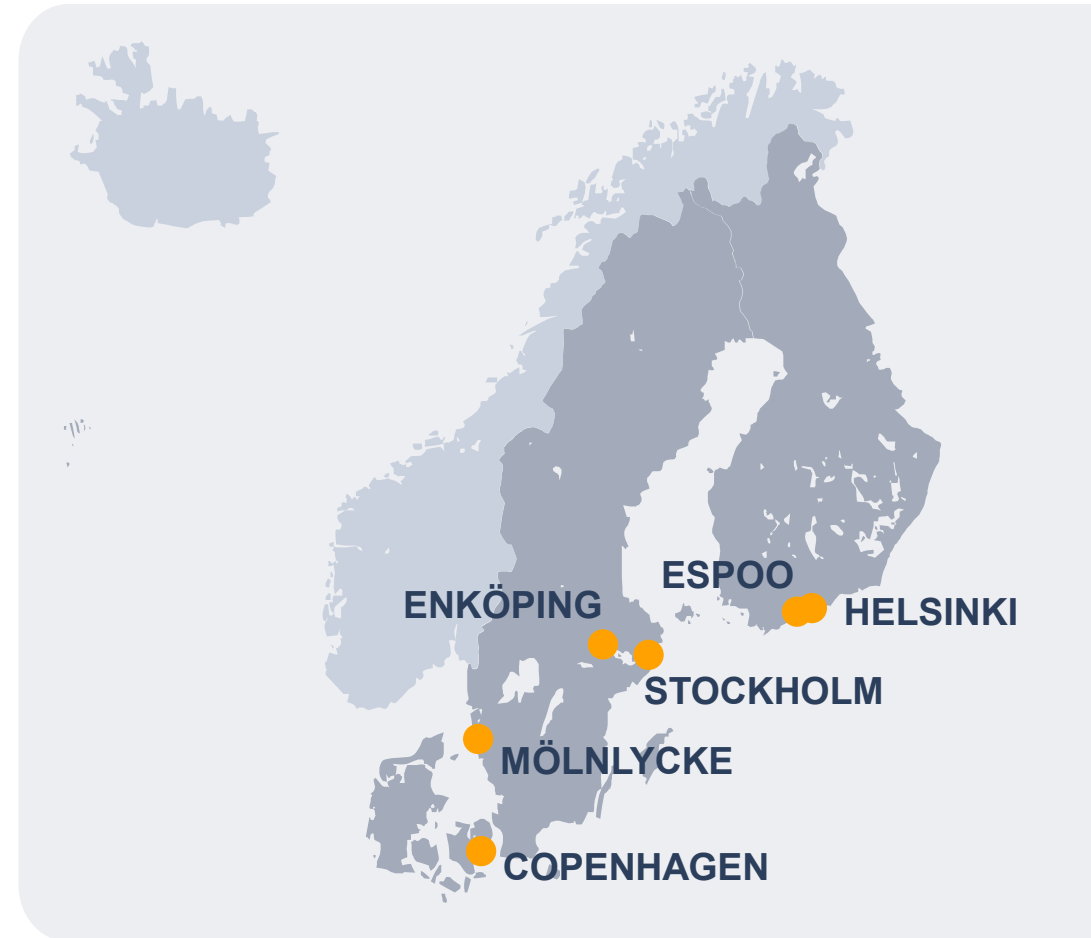 ESPOO
ENKÖPING
HELSINKI
STOCKHOLM
MÖLNLYCKE
COPENHAGEN